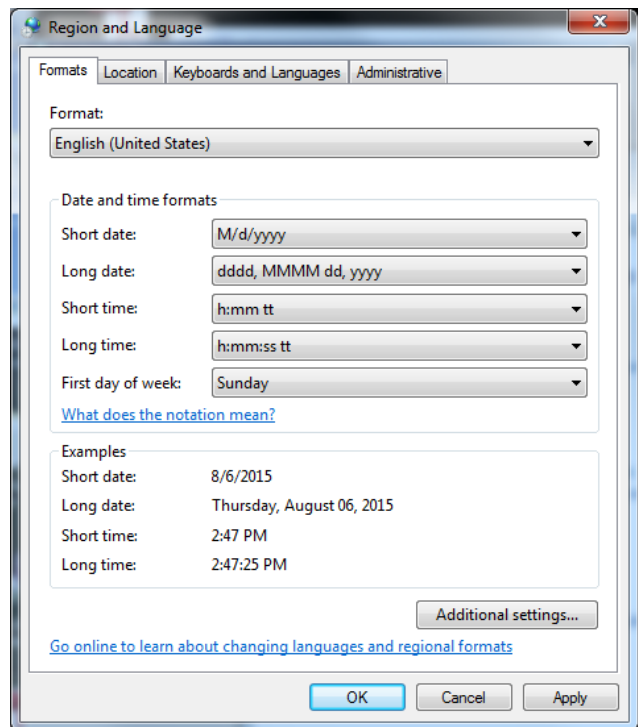 Region and Language
Formats Location Keyboards and Languages Administrative
Format:
English (United States)
Date and time formats
Short date: M/d/yyyy
Long date: dddd, MMMM dd, yyyy
Short time: h:mm tt
Long time: h:mm:ss tt
First day of week: Sunday
What does the notation mean?
Examples
Short date: 8/6/2015
Long date: Thursday, August 06, 2015
Short time: 2:47 PM
Long time: 2:47:25 PM
Additional settings...
Go online to learn about changing languages and regional formats
OK Cancel Apply